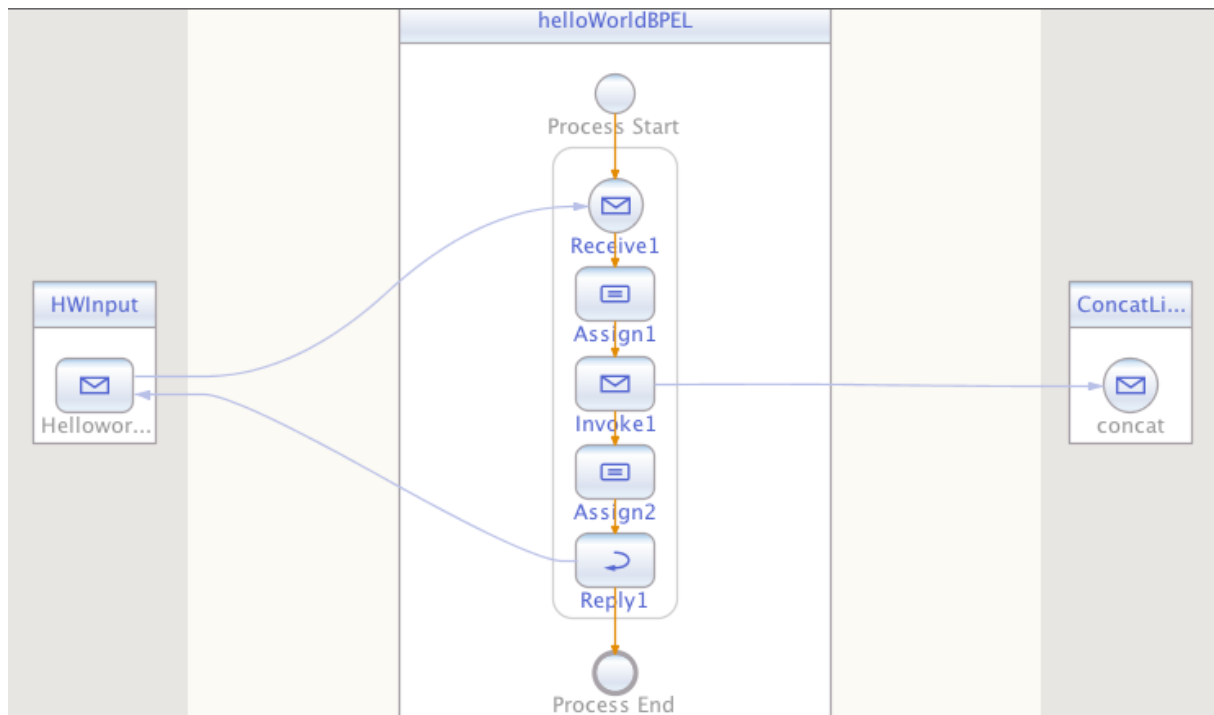 helloWorldBPEL
Process Start
Receive1
HWInput
ConcatLi...
Assign1
Hellowor...
Invoke1
concat
Assign2
Reply1
Process End